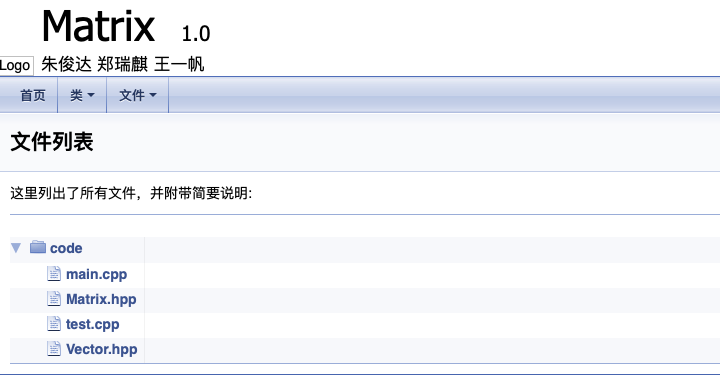 Matrix 1.0
Logo 朱俊达 郑瑞麒 王一帆
首页 类 文件
文件列表
这里列出了所有文件，并附带简要说明:
code
main.cpp
Matrix.hpp
test.cpp
Vector.hpp